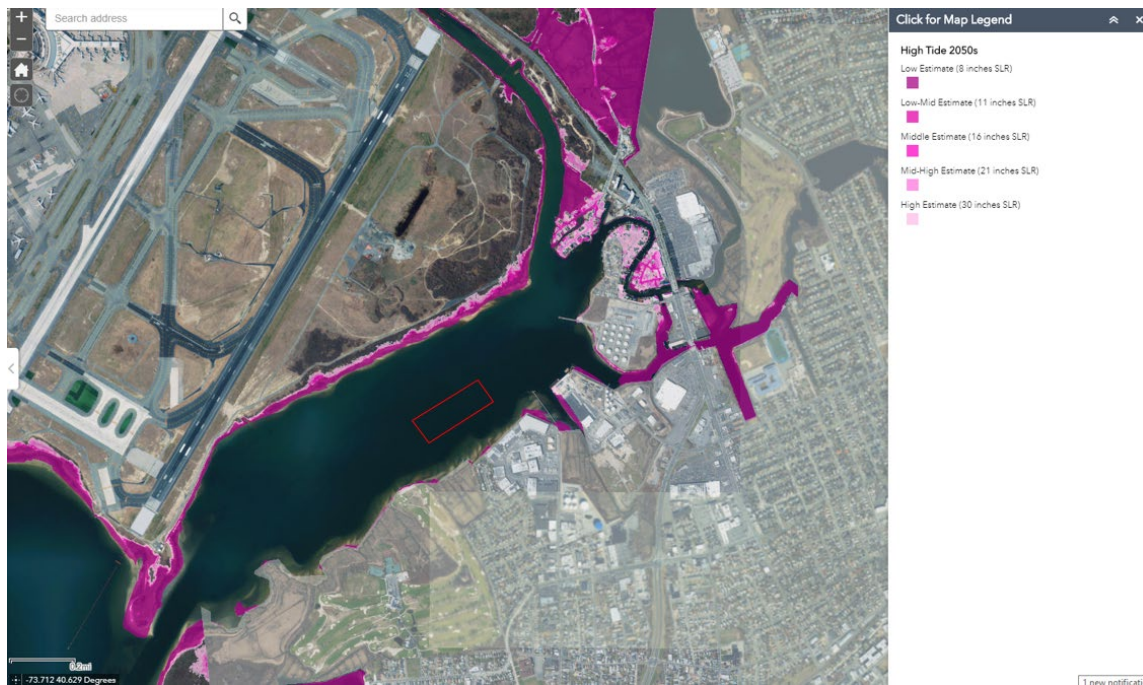 Search address
Click for Map Legend
High Tide 2050s
Low Estimate (8 inches SLR)
Low-Mid Estimate (11 inches SLR)
Middle Estimate (16 inches SLR)
Mid-High Estimate (21 inches SLR)
High Estimate (30 inches SLR)
0.2mi
-73.712 40.629 Degrees
1 new notificati